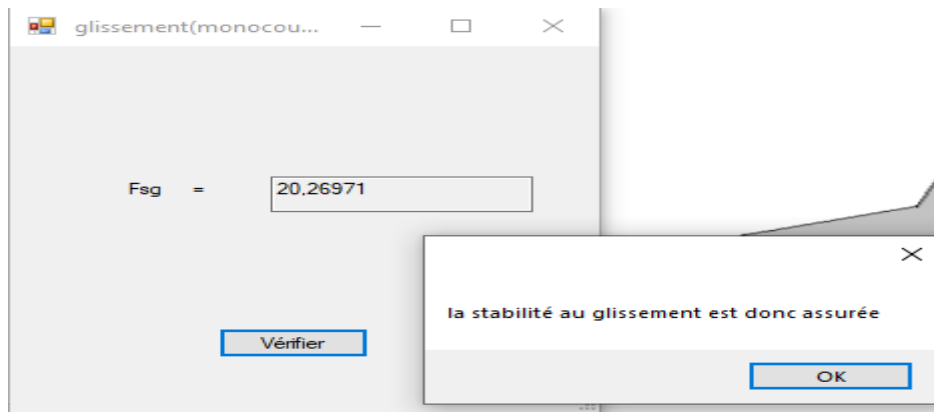 glissement(monocou...
Fsg = 20,26971
la stabilité au glissement est donc assurée
Vérifier
OK